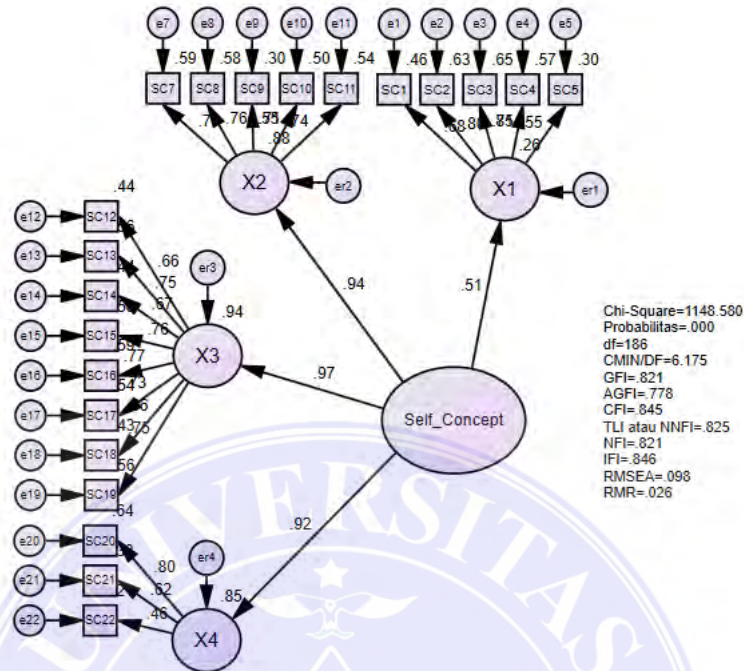 e7 e8 e9 e10 e11 e1 e2 e3 e4 e5
.59 .58 .30 .50 .54 .46 .63 .65 .57 .30
SC7 SC8 SC9 SC10 SC11 SC1 SC2 SC3 SC4 SC5
.76 .74 .68 .55
.88 .26
X2 er2 X1 er1
.44
e12 SC12
e13 SC13 .66 er3
.75
e14 SC14 .67 .94 .94 .51
e15 SC15 .76
X3
e16 SC16 .77
.97
e17 SC17
Self_Concept
.43 .75
e18 SC18
.56
e19 SC19
.64
.92
e20 SC20
.80 er4
e21 SC21
.62 .85
e22 SC22 .46
X4
Chi-Square=1148.580
Probabilitas=.000
df=186
CMIN/DF=6.175
GFI=.821
AGFI=.778
CFI=.845
TLI atau NNFI=.825
NFI=.821
IFI=.846
RMSEA=.098
RMR=.026
UNIVERSITAS